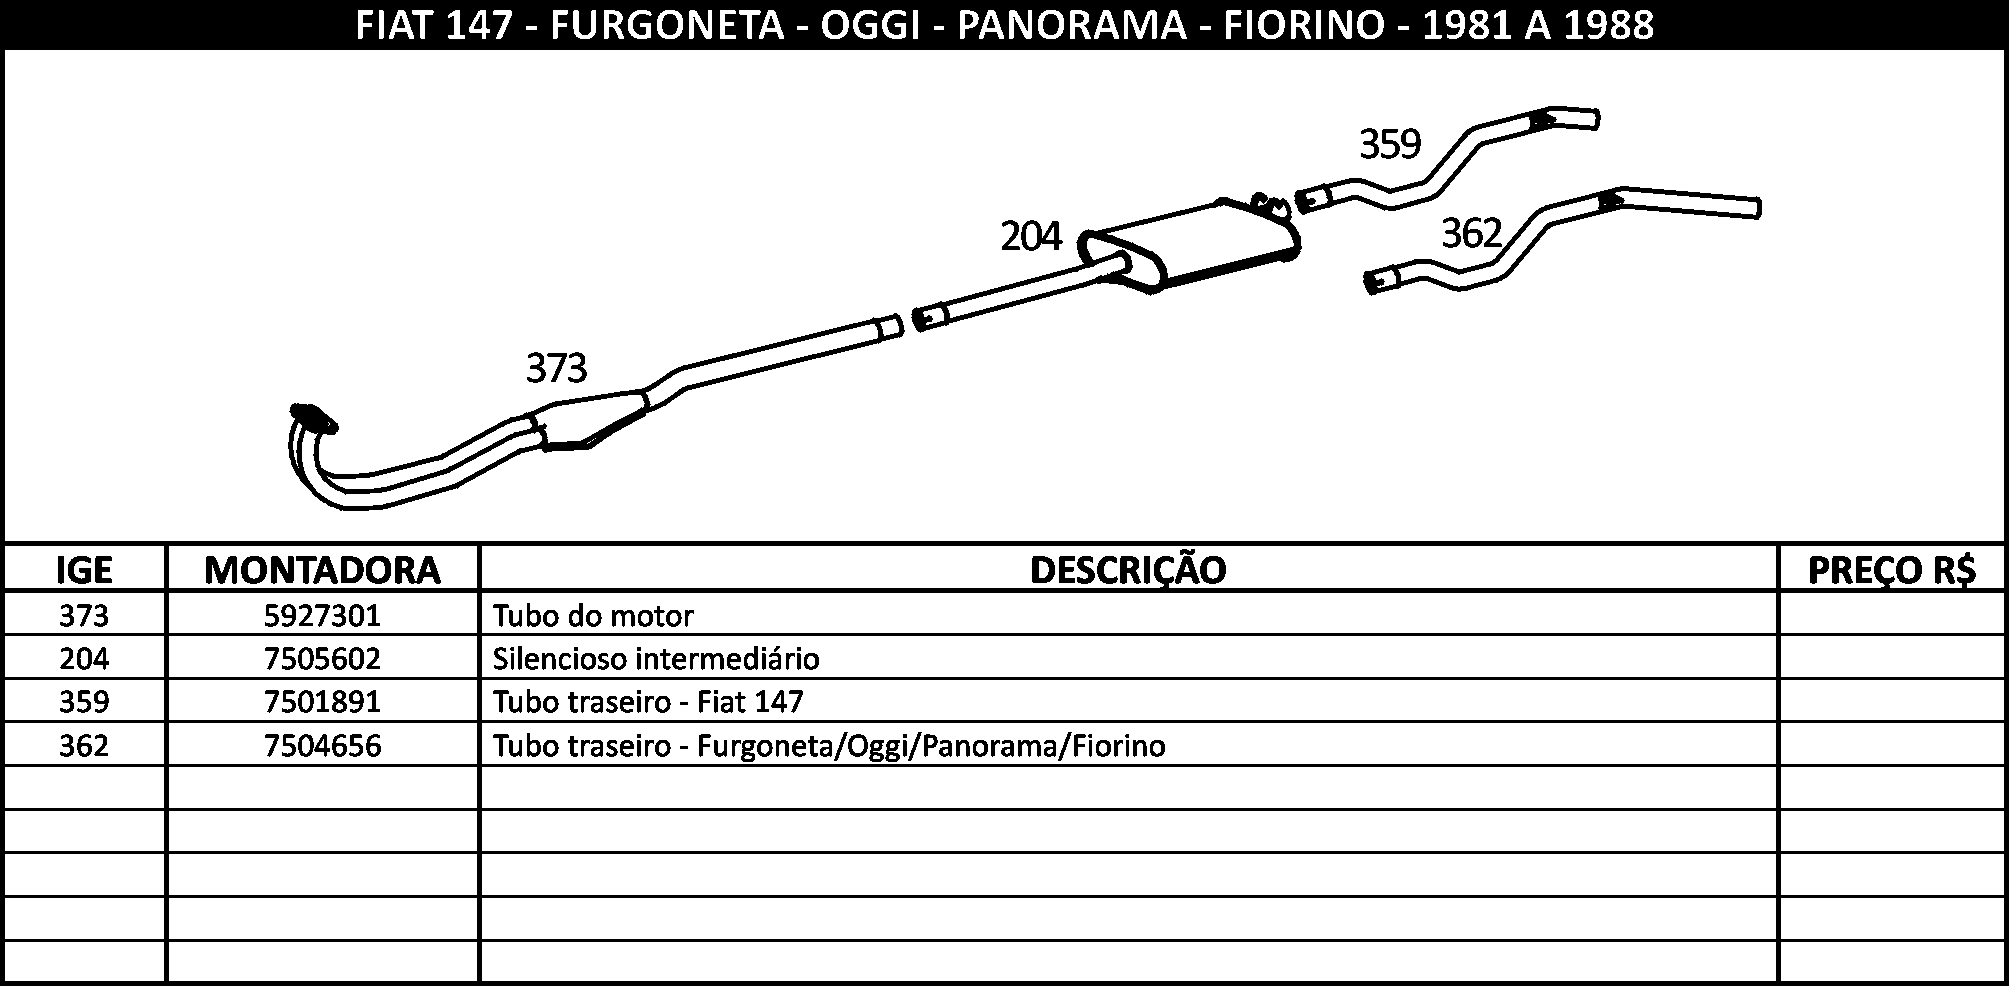 FIAT 147 - FURGONETA - OGGI - PANORAMA - FIORINO - 1981 A 1988
359
204
362
373
IGE MONTADORA DESCRIÇÃO PREÇO R$
373 5927301 Tubo do motor
204 7505602 Silencioso intermediário
359 7501891 Tubo traseiro - Fiat 147
362 7504656 Tubo traseiro - Furgoneta/Oggi/Panorama/Fiorino